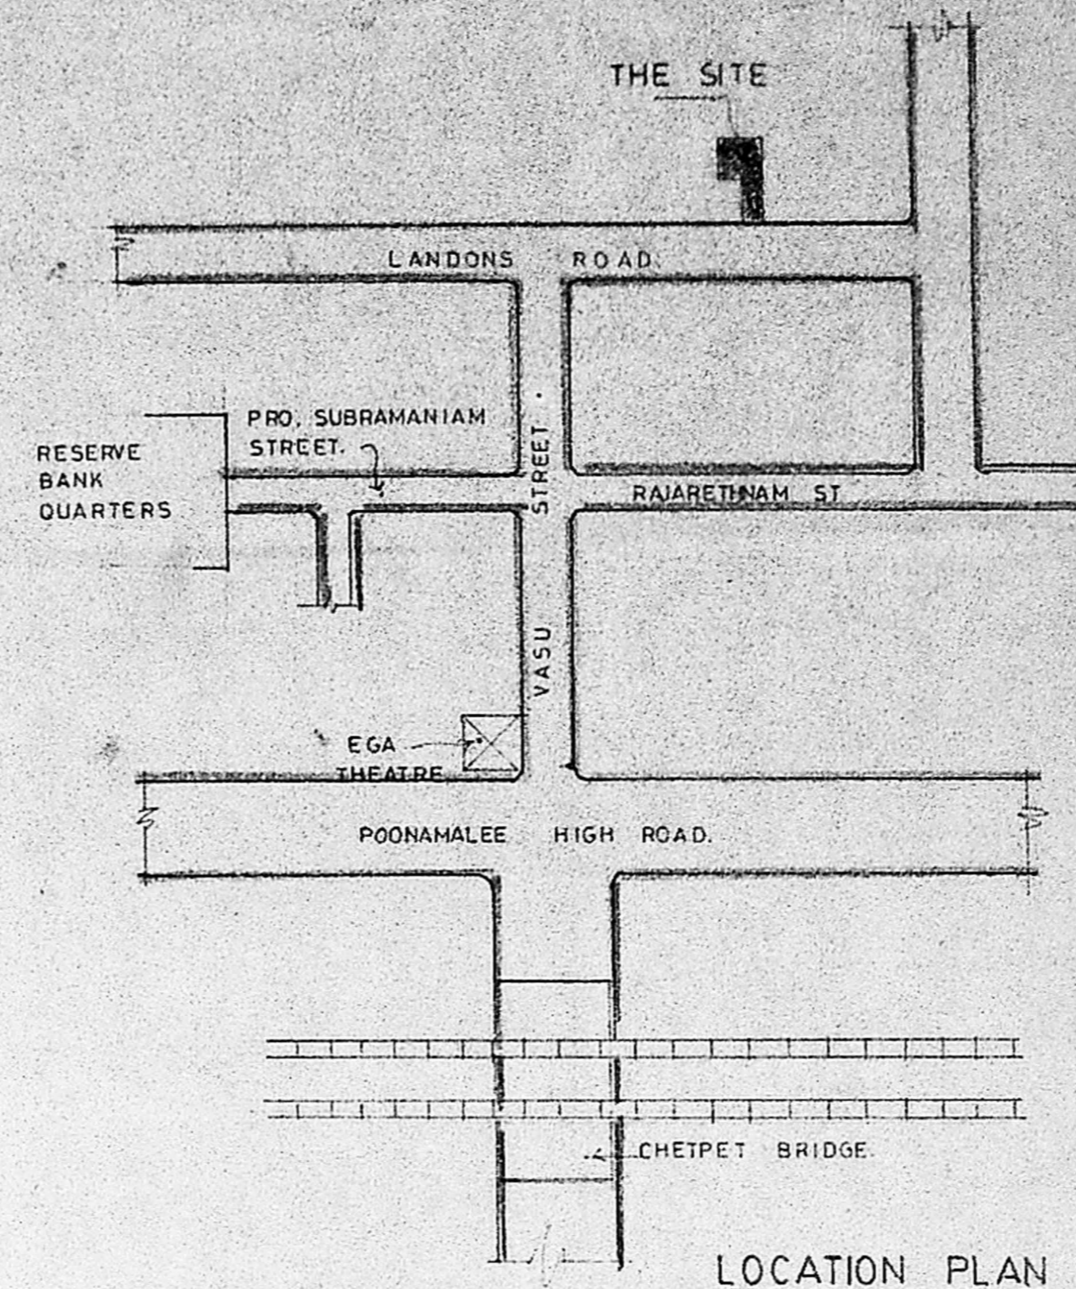 THE SITE
LANDONS ROAD.
PRO. SUBRAMANIAM
STREET.
RESERVE
BANK
QUARTERS
VASU STREET.
RAJARETHNAM ST
EGA
THEATRE
POONAMALEE HIGH ROAD.
CHETPET BRIDGE.
LOCATION PLAN